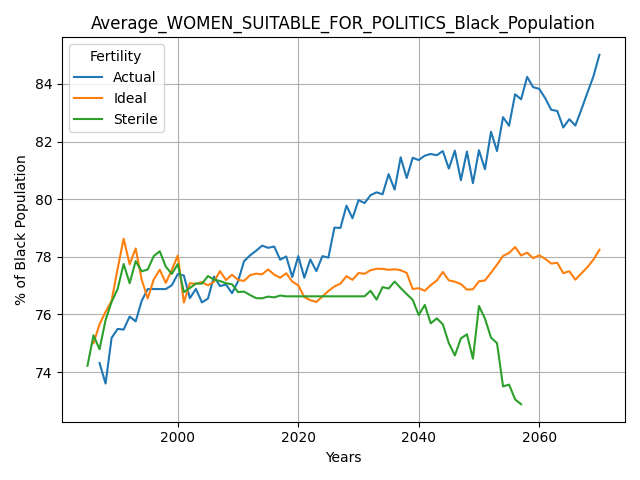 Average_WOMEN_SUITABLE_FOR_POLITICS_Black_Population
Fertility
Actual
Ideal
Sterile
% of Black Population
84
82
80
78
76
74
2000
2020
2040
2060
Years